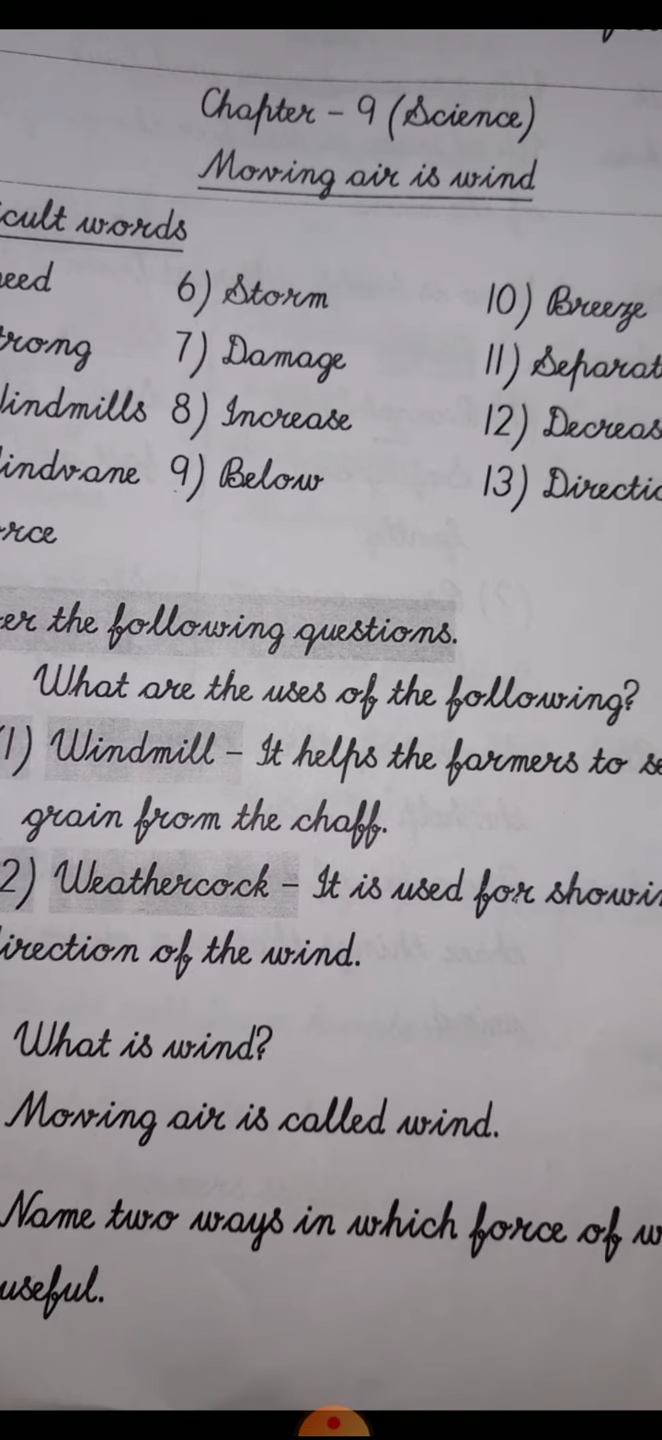 Chapter - 9 (Science)
Moving air is wind
cult words
eed 6) Storm 10) Breeze
trong 7) Damage 11) Separat
indmills 8) Increase 12) Decreas
indvane 9) Below 13) Directio
rce
er the following questions.
What are the uses of the following?
1) Windmill - It helps the farmers to se
grain from the chaff.
2) Weathercock - It is used for showi
irection of the wind.
What is wind?
Moving air is called wind.
Name two ways in which force of w
useful.